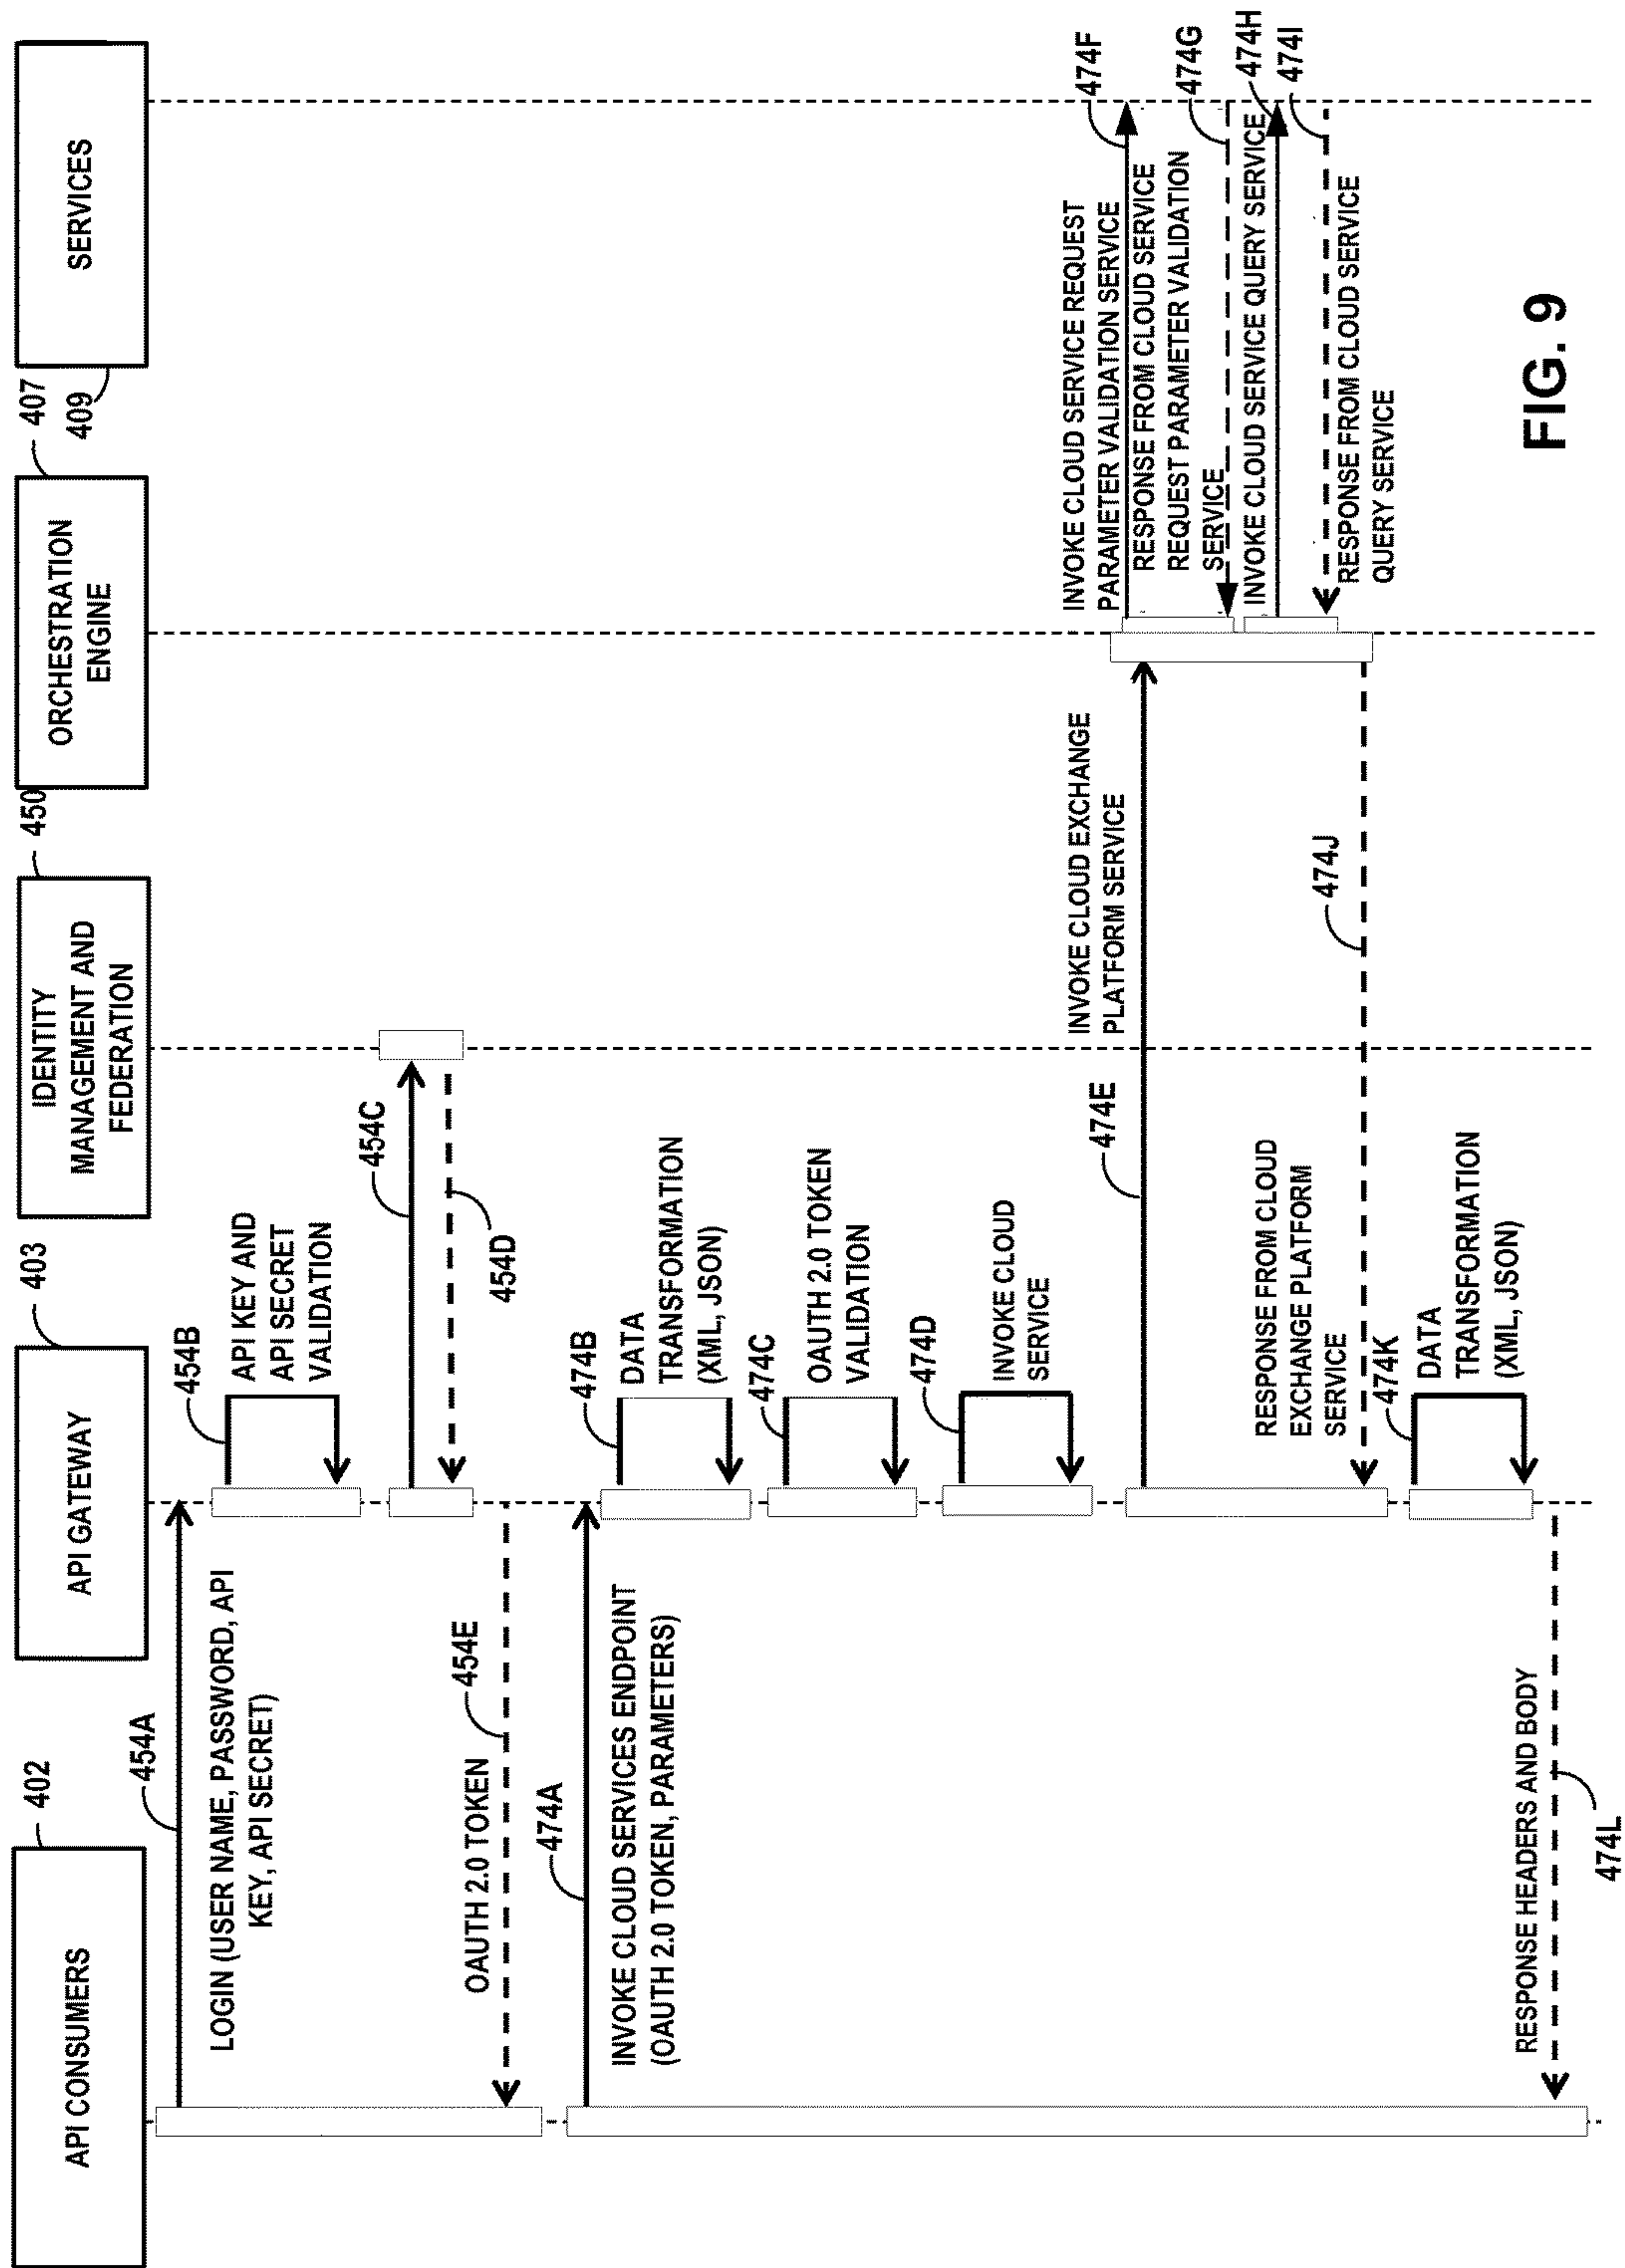 API CONSUMERS
402
API GATEWAY
403
IDENTITY
MANAGEMENT AND
FEDERATION
450
ORCHESTRATION
ENGINE
407
SERVICES
409
454A
LOGIN (USER NAME, PASSWORD, API
KEY, API SECRET)
454B
API KEY AND
API SECRET
VALIDATION
454C
454D
OAUTH 2.0 TOKEN
454E
474A
INVOKE CLOUD SERVICES ENDPOINT
(OAUTH 2.0 TOKEN, PARAMETERS)
474B
DATA
TRANSFORMATION
(XML, JSON)
474C
OAUTH 2.0 TOKEN
VALIDATION
474D
INVOKE CLOUD
SERVICE
474E
INVOKE CLOUD EXCHANGE
PLATFORM SERVICE
INVOKE CLOUD SERVICE REQUEST
PARAMETER VALIDATION SERVICE
474F
RESPONSE FROM CLOUD SERVICE
REQUEST PARAMETER VALIDATION
SERVICE
474G
INVOKE CLOUD SERVICE QUERY SERVICE
474H
474I
RESPONSE FROM CLOUD SERVICE
QUERY SERVICE
474J
RESPONSE FROM CLOUD
EXCHANGE PLATFORM
SERVICE
474K
DATA
TRANSFORMATION
(XML, JSON)
RESPONSE HEADERS AND BODY
474L
FIG. 9